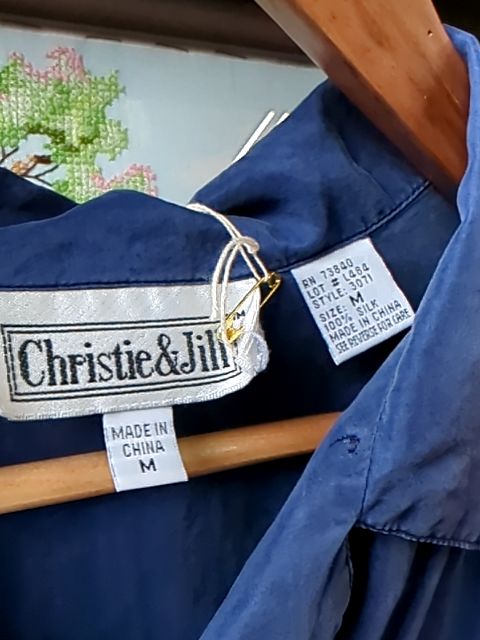 Christie&Jill
MADE IN
CHINA
M
RN 73840
LOT # L484
STYLE: 3071
SIZE: M
100% SILK
MADE IN CHINA
SEE REVERSE FOR CARE